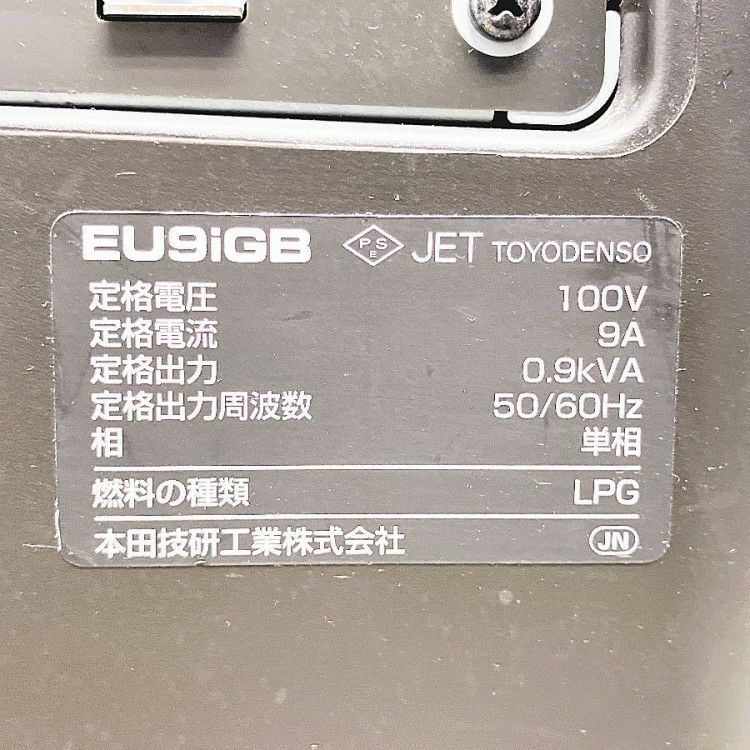 EU9iGB PSE JET TOYODENSO
定格電圧 100V
定格電流 9A
定格出力 0.9kVA
定格出力周波数 50/60Hz
相 単相
燃料の種類 LPG
本田技研工業株式会社 JN